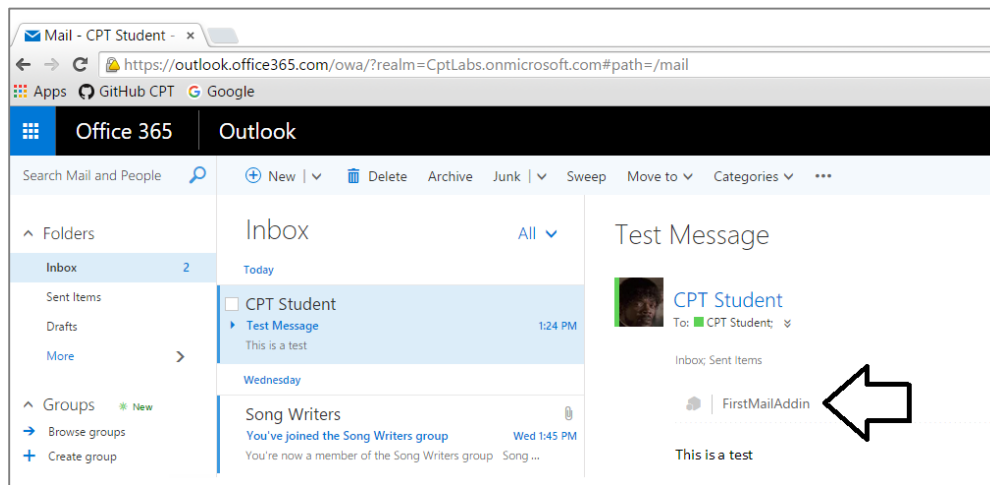 Mail - CPT Student - ×
https://outlook.office365.com/owa/?realm=CptLabs.onmicrosoft.com#path=/mail
Apps GitHub CPT Google
Office 365 Outlook
Search Mail and People
New Delete Archive Junk Sweep Move to Categories •••
Folders
Inbox 2
Sent Items
Drafts
More
Groups New
Browse groups
Create group
Inbox All
Today
CPT Student
Test Message 1:24 PM
This is a test
Wednesday
Song Writers
You've joined the Song Writers group Wed 1:45 PM
You're now a member of the Song Writers group Song ...
Test Message
CPT Student
To: CPT Student;
Inbox; Sent Items
FirstMailAddin
This is a test